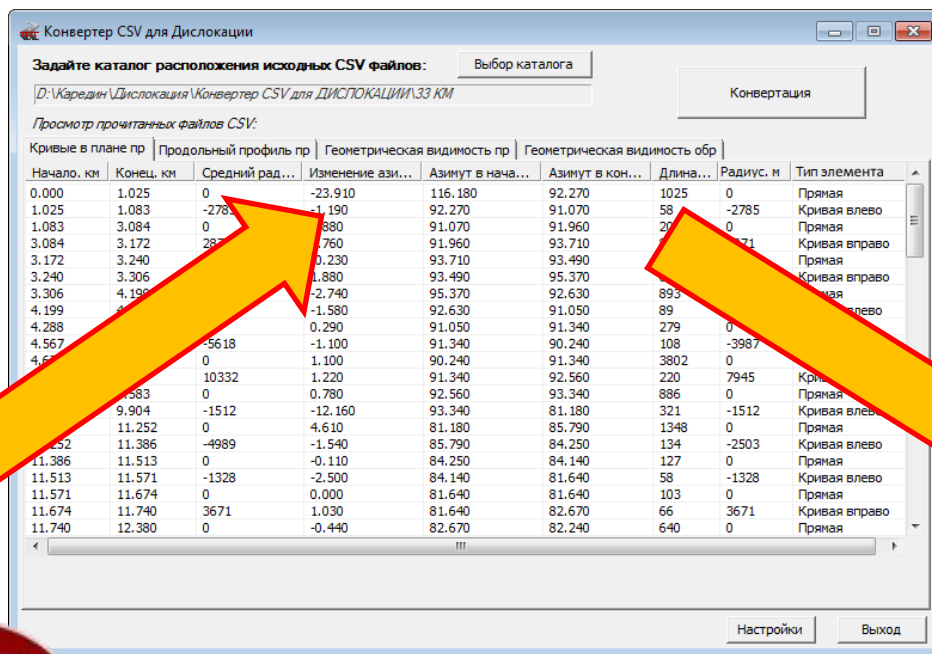 Конвертер CSV для Дислокации
Задайте каталог расположения исходных CSV файлов: Выбор каталога
D:\Каредин\Дислокация\Конвертер CSV для ДИСЛОКАЦИИ\33 КМ
Конвертация
Просмотр прочитанных файлов CSV:
Кривые в плане пр Продольный профиль пр Геометрическая видимость пр Геометрическая видимость обр
Начало. км Конец. км Средний рад... Изменение ази... Азимут в нача... Азимут в кон... Длина... Радиус. м Тип элемента
0.000 1.025 0 -23.910 116.180 92.270 1025 0 Прямая
1.025 1.083 -1.190 92.270 91.070 58 -2785 Кривая влево
1.083 3.084 0 91.070 91.960 0 Прямая
3.084 3.172 91.960 93.710 Кривая вправо
3.172 3.240 93.710 93.490 Прямая
3.240 3.306 93.490 95.370 Кривая вправо
3.306 4.199 -2.740 95.370 92.630 893
4.199 -1.580 92.630 91.050 89
4.288 0.290 91.050 91.340 279 0
4.567 -5618 -1.100 91.340 90.240 108 -3987
0 1.100 90.240 91.340 3802 0
10332 1.220 91.340 92.560 220 7945
0 0.780 92.560 93.340 886 0 Прямая
9.904 -1512 -12.160 93.340 81.180 321 -1512 Кривая влево
11.252 0 4.610 81.180 85.790 1348 0 Прямая
11.386 -4989 -1.540 85.790 84.250 134 -2503 Кривая влево
11.386 11.513 0 -0.110 84.250 84.140 127 0 Прямая
11.513 11.571 -1328 -2.500 84.140 81.640 58 -1328 Кривая влево
11.571 11.674 0 0.000 81.640 81.640 103 0 Прямая
11.674 11.740 3671 1.030 81.640 82.670 66 3671 Кривая вправо
11.740 12.380 0 -0.440 82.670 82.240 640 0 Прямая
Настройки Выход